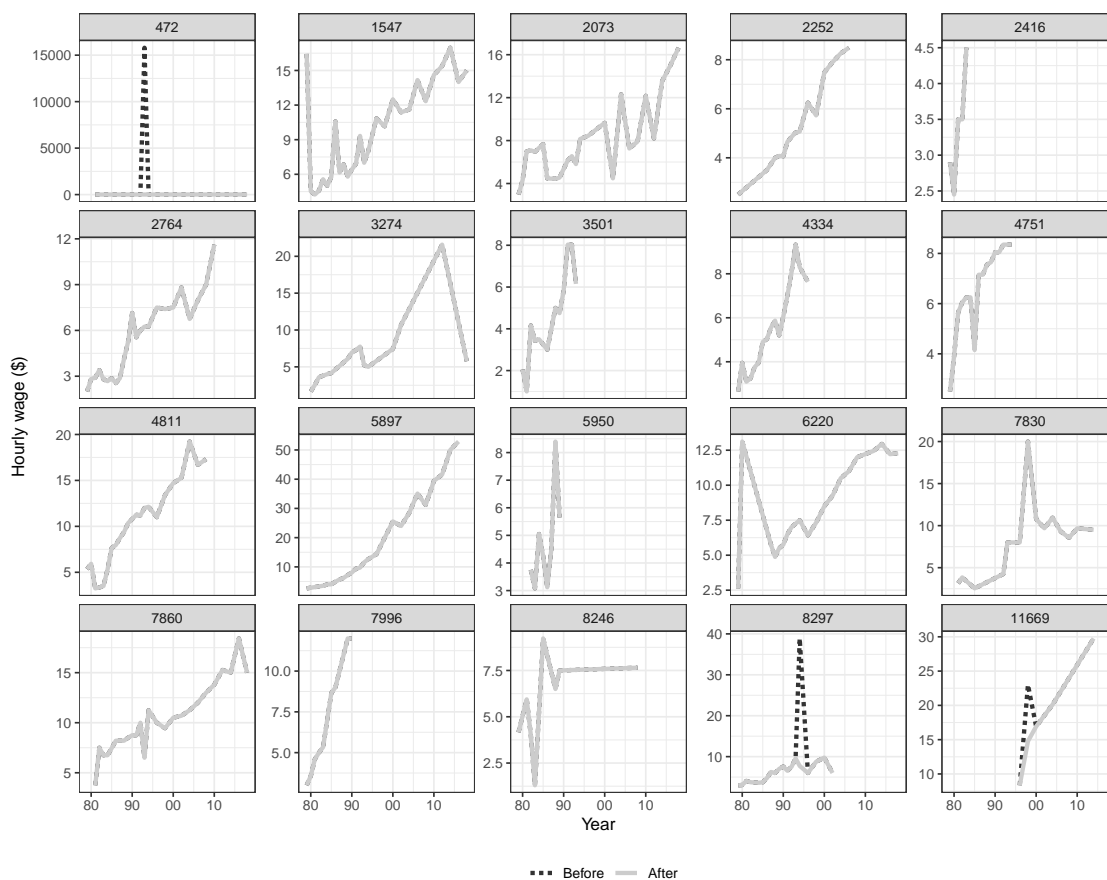 472 1547 2073 2252 2416
15000 10000 5000 0
15 12 9 6
16 12 8 4
8 6 4
4.5 4.0 3.5 3.0 2.5
2764 3274 3501 4334 4751
12 9 6 3
20 15 10 5
8 6 4 2
8 6 4
8 6 4
4811 5897 5950 6220 7830
20 15 10 5
50 40 30 20 10
8 7 6 5 4 3
12.5 10.0 7.5 5.0 2.5
20 15 10 5
7860 7996 8246 8297 11669
15 10 5
10.0 7.5 5.0
7.5 5.0 2.5
40 30 20 10
30 25 20 15 10
80 90 00 10 80 90 00 10 80 90 00 10 80 90 00 10 80 90 00 10
Hourly wage ($)
Year
Before After